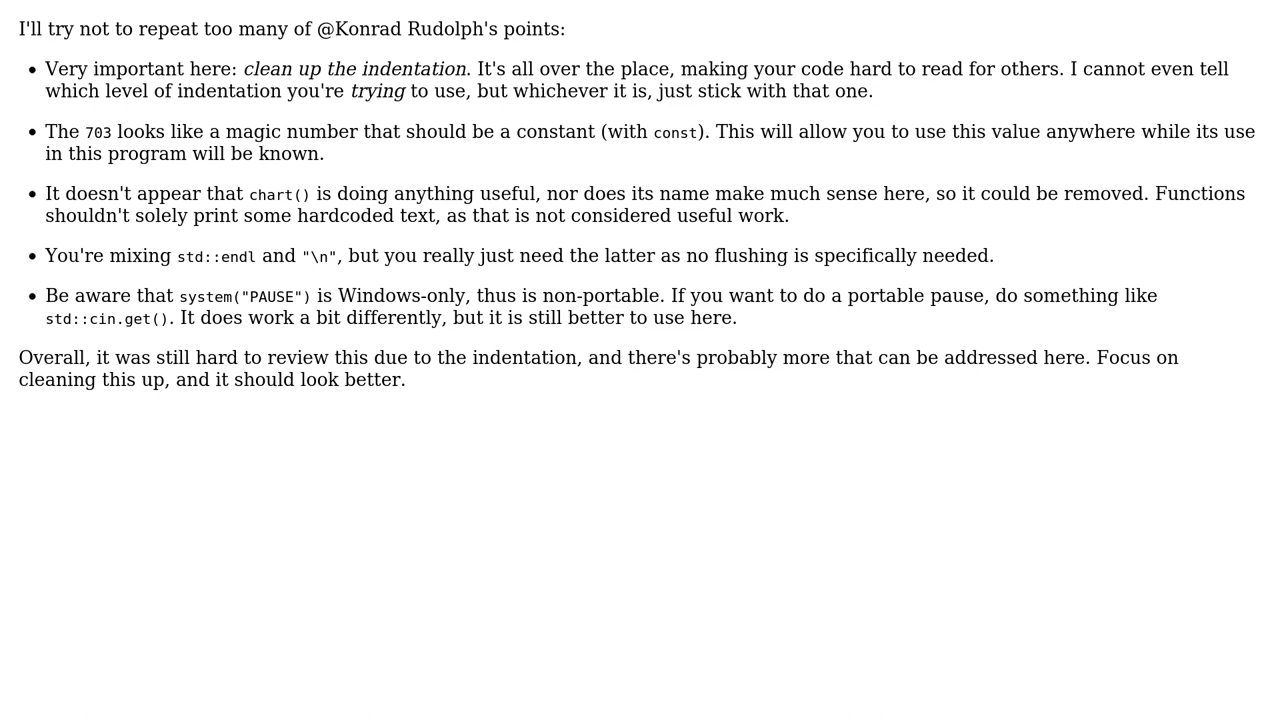 I'll try not to repeat too many of @Konrad Rudolph's points:
• Very important here: clean up the indentation. It's all over the place, making your code hard to read for others. I cannot even tell
which level of indentation you're trying to use, but whichever it is, just stick with that one.
• The 703 looks like a magic number that should be a constant (with const). This will allow you to use this value anywhere while its use
in this program will be known.
• It doesn't appear that chart() is doing anything useful, nor does its name make much sense here, so it could be removed. Functions
shouldn't solely print some hardcoded text, as that is not considered useful work.
• You're mixing std::endl and "\n", but you really just need the latter as no flushing is specifically needed.
• Be aware that system("PAUSE") is Windows-only, thus is non-portable. If you want to do a portable pause, do something like
std::cin.get(). It does work a bit differently, but it is still better to use here.
Overall, it was still hard to review this due to the indentation, and there's probably more that can be addressed here. Focus on
cleaning this up, and it should look better.